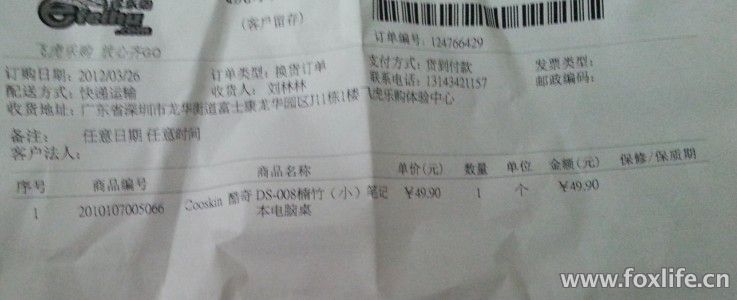 efeihu
.com
(客户留存)
飞虎乐购 放心齐GO
订单编号: 124766429
订购日期: 2012/03/26 订单类型: 换货订单 支付方式: 货到付款 发票类型:
配送方式: 快递运输 收货人: 刘林林 联系电话: 13143421157 邮政编码:
收货地址: 广东省深圳市龙华街道富士康龙华园区J11栋1楼 飞虎乐购体验中心
备注: 任意日期 任意时间
客户法人:
序号 商品编号 商品名称 单价(元) 数量 单位 金额(元) 保修/保质期
1 2010107005066 Cooskin 酷奇 DS-008楠竹（小）笔记 ￥49.90 1 个 ￥49.90
本电脑桌
www.foxlife.cn